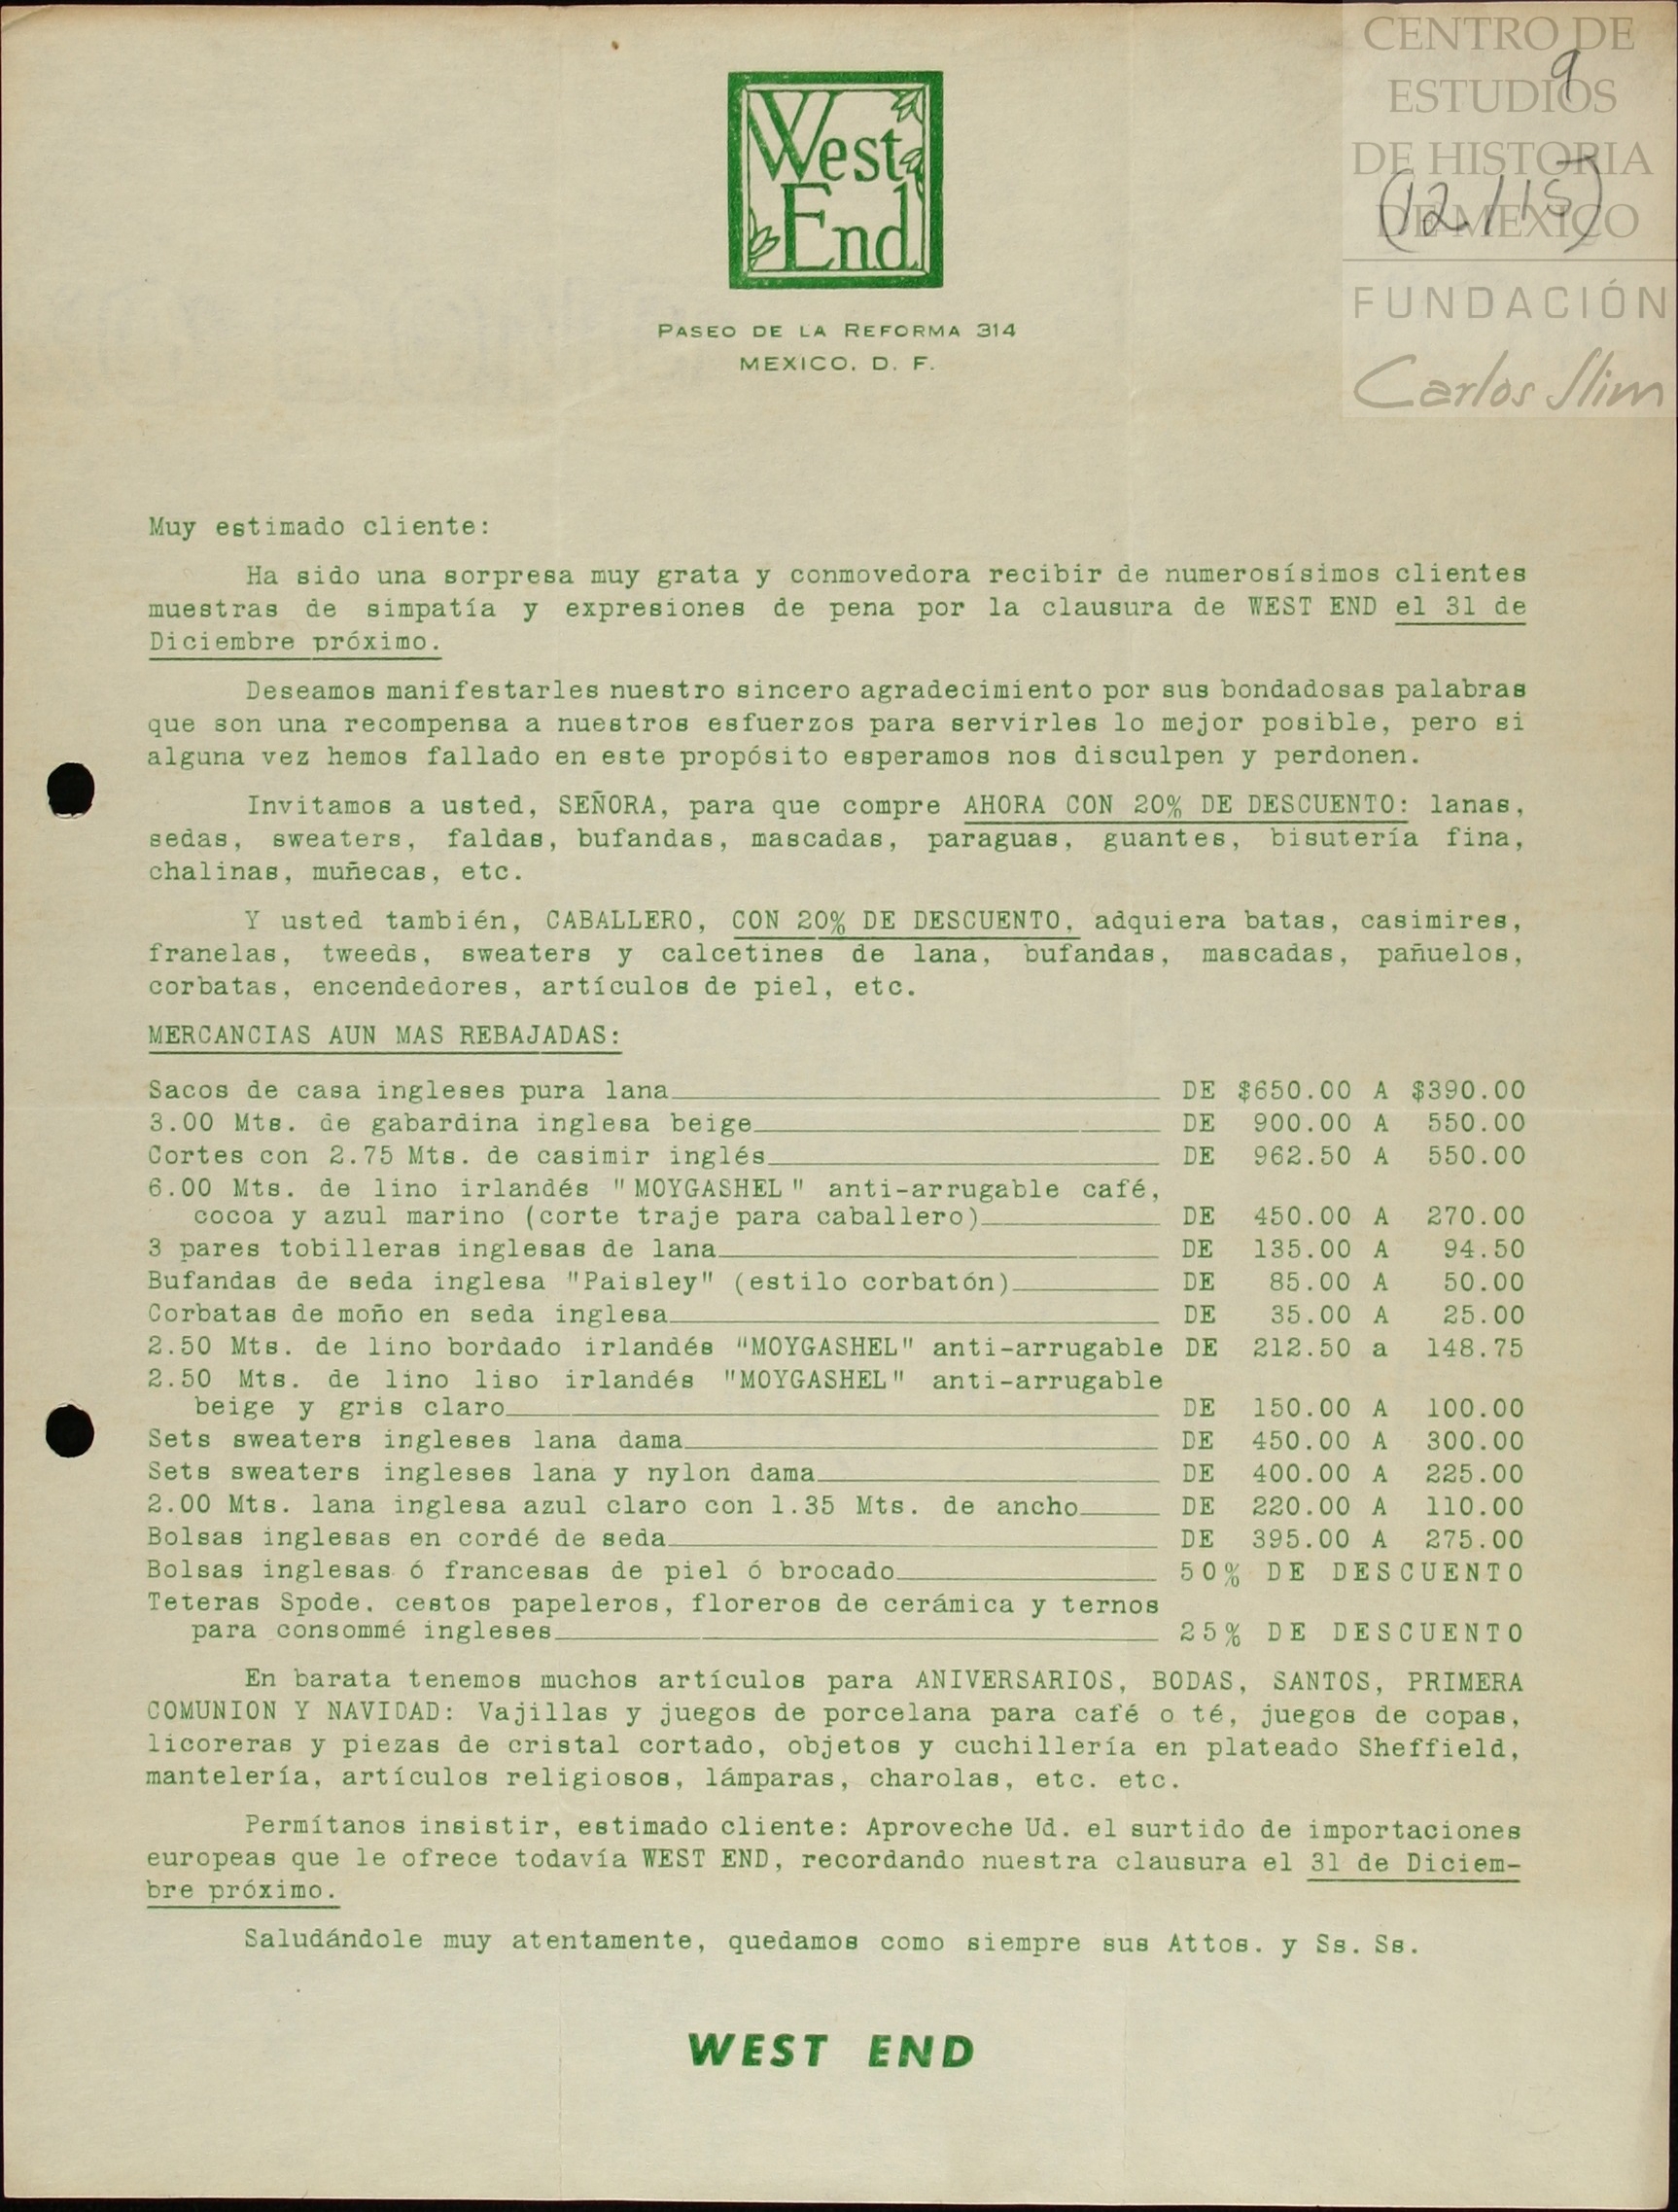 CENTRO DE
ESTUDIOS
DE HISTORIA
DE MEXICO
FUNDACIÓN
Carlos Slim
9
(12./15)
West
End
PASEO DE LA REFORMA 314
MEXICO, D. F.
Muy estimado cliente:
Ha sido una sorpresa muy grata y conmovedora recibir de numerosísimos clientes
muestras de simpatía y expresiones de pena por la clausura de WEST END el 31 de
Diciembre próximo.
Deseamos manifestarles nuestro sincero agradecimiento por sus bondadosas palabras
que son una recompensa a nuestros esfuerzos para servirles lo mejor posible, pero si
alguna vez hemos fallado en este propósito esperamos nos disculpen y perdonen.
Invitamos a usted, SEÑORA, para que compre AHORA CON 20% DE DESCUENTO: lanas,
sedas, sweaters, faldas, bufandas, mascadas, paraguas, guantes, bisutería fina,
chalinas, muñecas, etc.
Y usted también, CABALLERO, CON 20% DE DESCUENTO, adquiera batas, casimires,
franelas, tweeds, sweaters y calcetines de lana, bufandas, mascadas, pañuelos,
corbatas, encendedores, artículos de piel, etc.
MERCANCIAS AUN MAS REBAJADAS:
Sacos de casa ingleses pura lana DE $650.00 A $390.00
3.00 Mts. de gabardina inglesa beige DE 900.00 A 550.00
Cortes con 2.75 Mts. de casimir inglés DE 962.50 A 550.00
6.00 Mts. de lino irlandés "MOYGASHEL" anti-arrugable café,
cocoa y azul marino (corte traje para caballero) DE 450.00 A 270.00
3 pares tobilleras inglesas de lana DE 135.00 A 94.50
Bufandas de seda inglesa "Paisley" (estilo corbatón) DE 85.00 A 50.00
Corbatas de moño en seda inglesa DE 35.00 A 25.00
2.50 Mts. de lino bordado irlandés "MOYGASHEL" anti-arrugable DE 212.50 a 148.75
2.50 Mts. de lino liso irlandés "MOYGASHEL" anti-arrugable
beige y gris claro DE 150.00 A 100.00
Sets sweaters ingleses lana dama DE 450.00 A 300.00
Sets sweaters ingleses lana y nylon dama DE 400.00 A 225.00
2.00 Mts. lana inglesa azul claro con 1.35 Mts. de ancho DE 220.00 A 110.00
Bolsas inglesas en cordé de seda DE 395.00 A 275.00
Bolsas inglesas ó francesas de piel ó brocado 50% DE DESCUENTO
Teteras Spode. cestos papeleros, floreros de cerámica y ternos
para consommé ingleses 25% DE DESCUENTO
En barata tenemos muchos artículos para ANIVERSARIOS, BODAS, SANTOS, PRIMERA
COMUNION Y NAVIDAD: Vajillas y juegos de porcelana para café o té, juegos de copas,
licoreras y piezas de cristal cortado, objetos y cuchillería en plateado Sheffield,
mantelería, artículos religiosos, lámparas, charolas, etc. etc.
Permítanos insistir, estimado cliente: Aproveche Ud. el surtido de importaciones
europeas que le ofrece todavía WEST END, recordando nuestra clausura el 31 de Diciem-
bre próximo.
Saludándole muy atentamente, quedamos como siempre sus Attos. y Ss. Ss.
WEST END